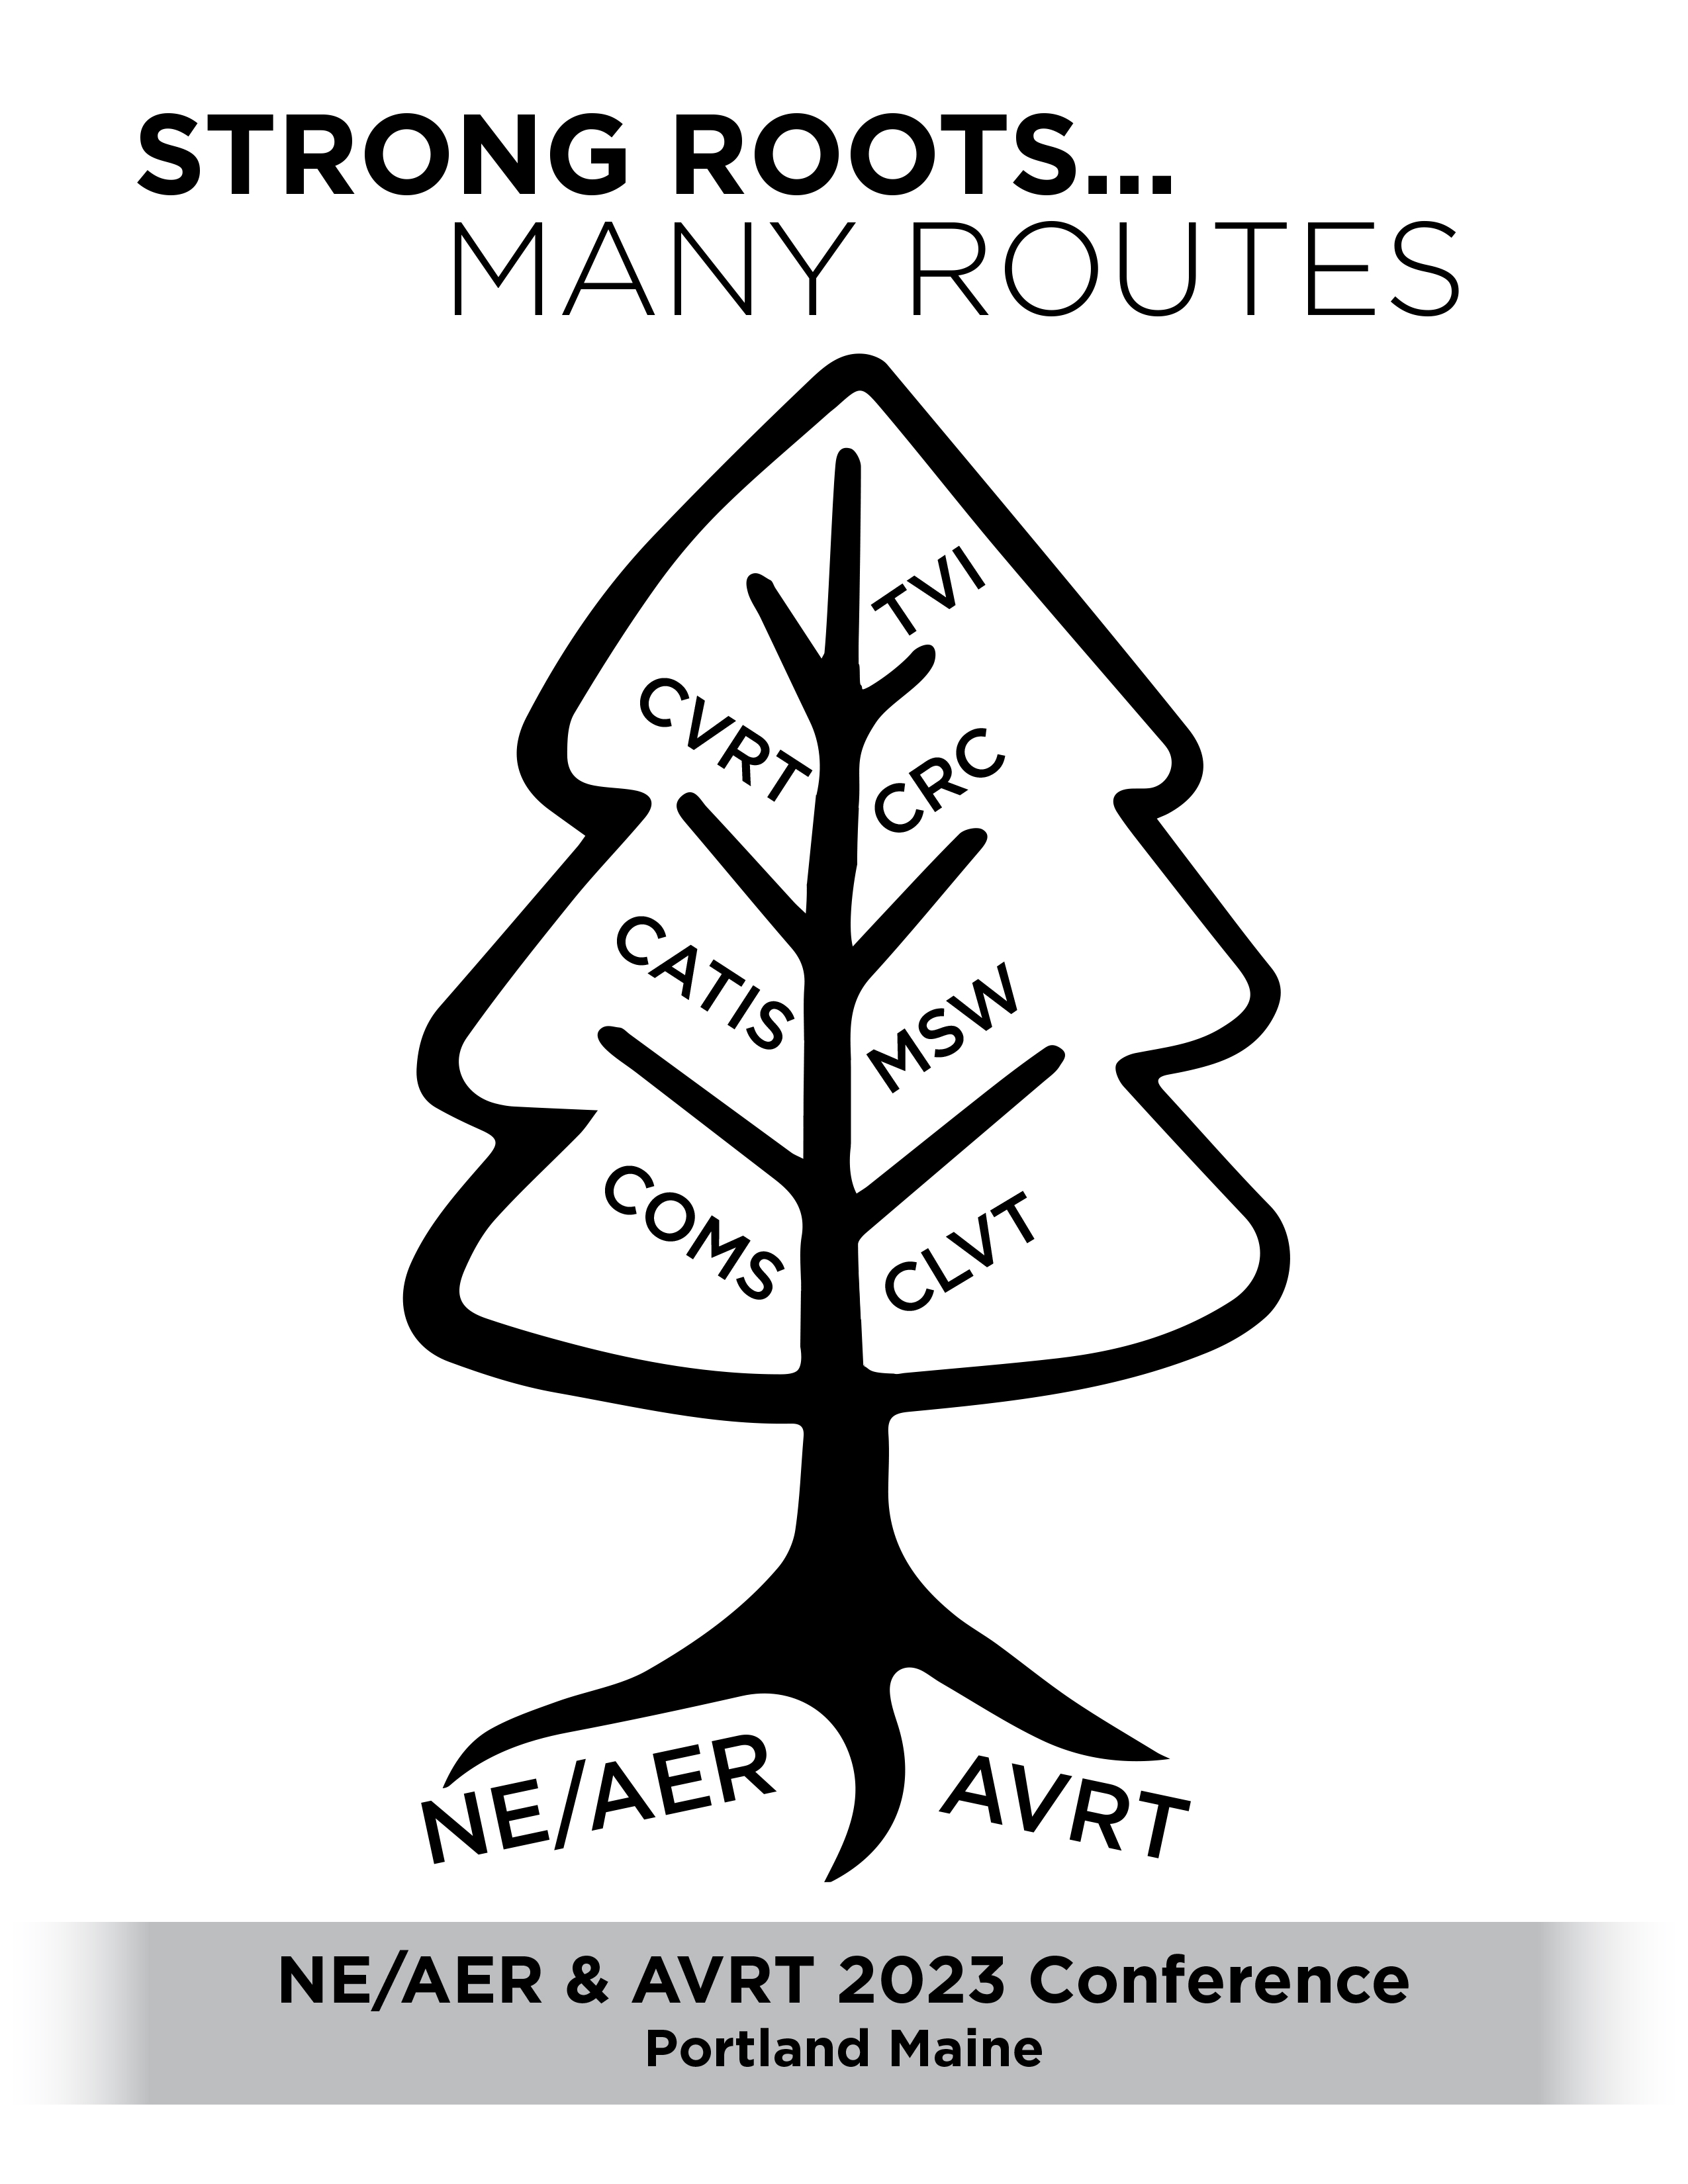 STRONG ROOTS...
MANY ROUTES
TVI
CVRT
CRC
CATIS
MSW
COMS
CLVT
NE/AER
AVRT
NE/AER & AVRT 2023 Conference
Portland Maine